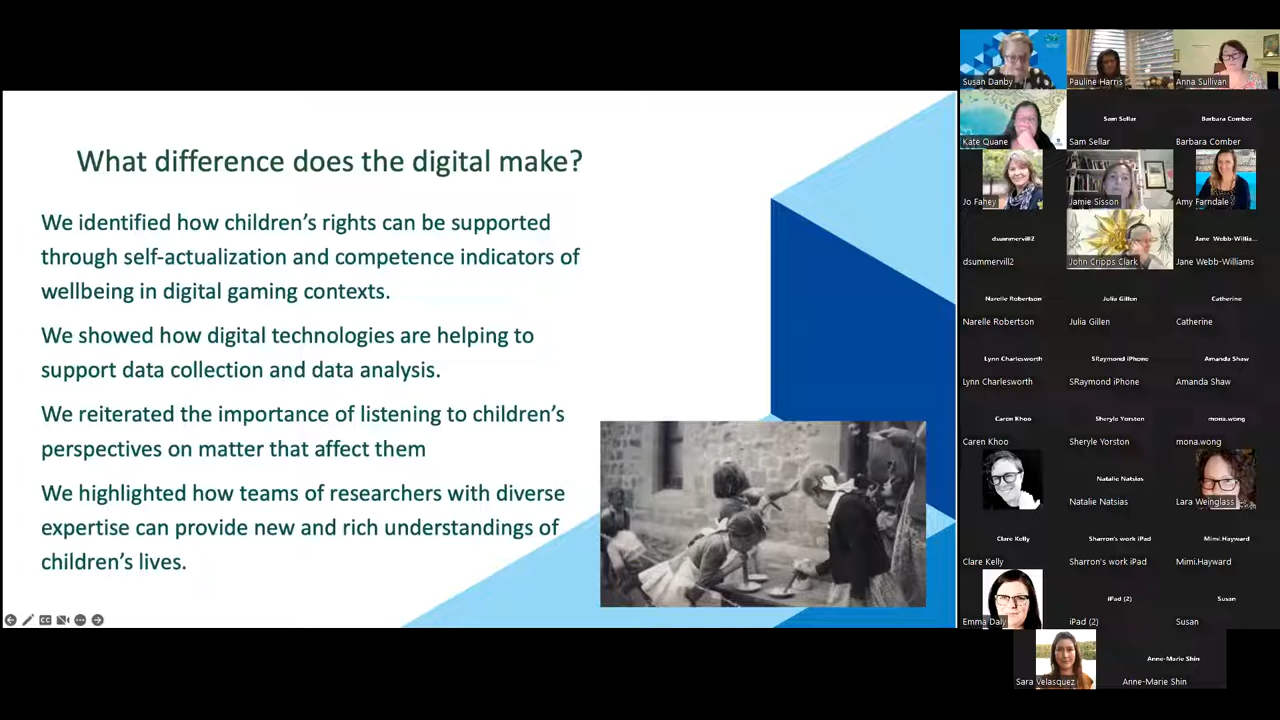 What difference does the digital make?
We identified how children's rights can be supported
through self-actualization and competence indicators of
wellbeing in digital gaming contexts.
We showed how digital technologies are helping to
support data collection and data analysis.
We reiterated the importance of listening to children's
perspectives on matter that affect them
We highlighted how teams of researchers with diverse
expertise can provide new and rich understandings of
children's lives.
Susan Danby
Pauline Harris
Anna Sullivan
Kate Quane
Sam Sellar
Sam Sellar
Barbara Comber
Barbara Comber
Jo Fahey
Jamie Sisson
Amy Farndale
dsummervill2
dsummervill2
John Cripps Clark
Jane Webb-Willia...
Jane Webb-Williams
Narelle Robertson
Narelle Robertson
Julia Gillen
Julia Gillen
Catherine
Catherine
Lynn Charlesworth
Lynn Charlesworth
SRaymond iPhone
SRaymond iPhone
Amanda Shaw
Amanda Shaw
Caren Khoo
Caren Khoo
Sheryle Yorston
Sheryle Yorston
mona.wong
mona.wong
Natalie Natsias
Natalie Natsias
Lara Weinglass
Clare Kelly
Clare Kelly
Sharron's work iPad
Sharron's work iPad
Mimi.Hayward
Mimi.Hayward
Emma Daly
iPad (2)
iPad (2)
Susan
Susan
Sara Velasquez
Anne-Marie Shin
Anne-Marie Shin